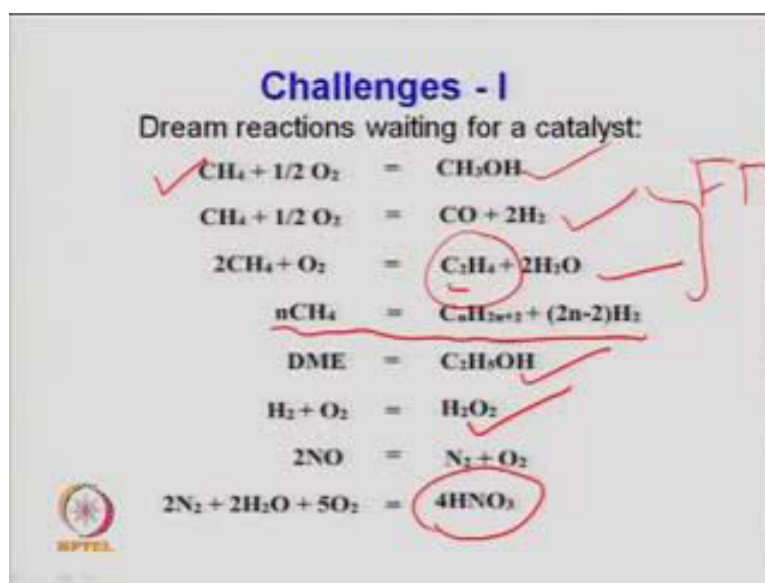 Challenges - I
Dream reactions waiting for a catalyst:
CH₄ + 1/2 O₂ = CH₃OH
CH₄ + 1/2 O₂ = CO + 2H₂
2CH₄ + O₂ = C₂H₄ + 2H₂O
nCH₄ = CₙH₂ₙ₊₂ + (2n-2)H₂
DME = C₂H₅OH
H₂ + O₂ = H₂O₂
2NO = N₂ + O₂
2N₂ + 2H₂O + 5O₂ = 4HNO₃
FT
NPTEL